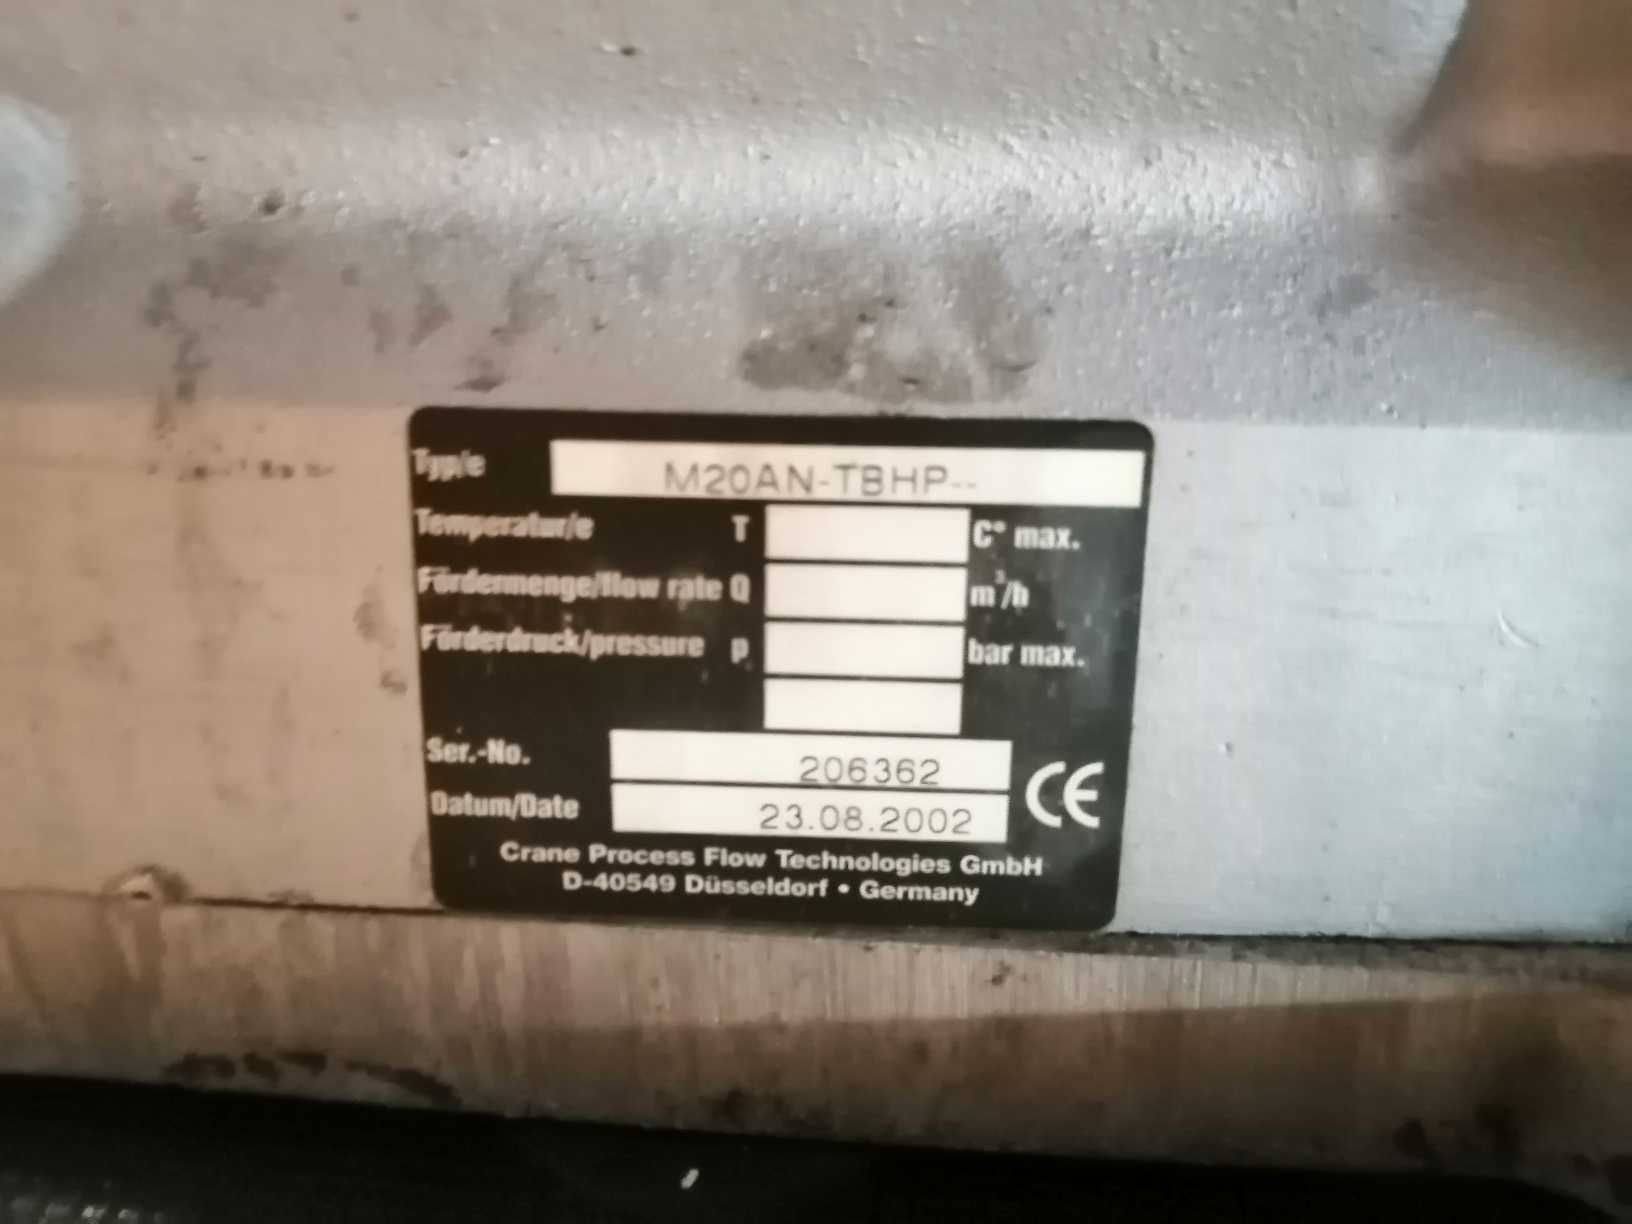 Typ/e M20AN-TBHP--
Temperatur/e T C° max.
Fördermenge/flow rate Q m³/h
Förderdruck/pressure p bar max.
Ser.-No. 206362
Datum/Date 23.08.2002
CE
Crane Process Flow Technologies GmbH
D-40549 Düsseldorf • Germany